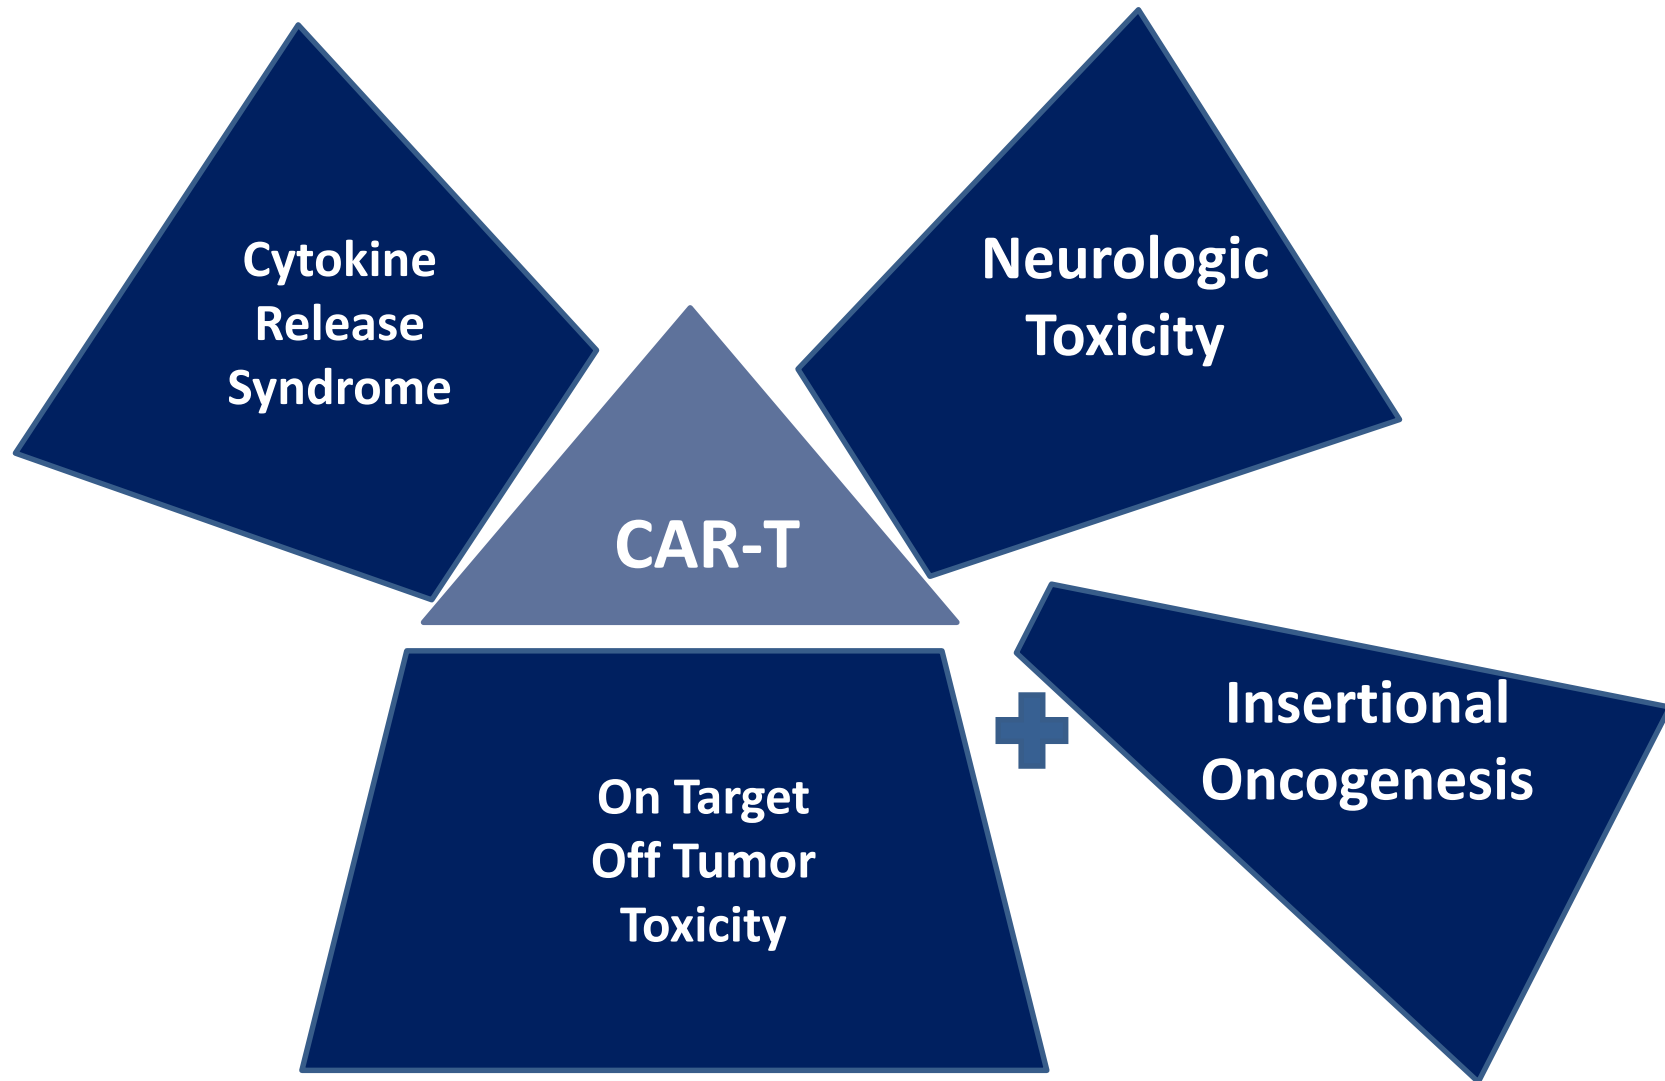 Cytokine
Release
Syndrome
Neurologic
Toxicity
CAR-T
On Target
Off Tumor
Toxicity
Insertional
Oncogenesis